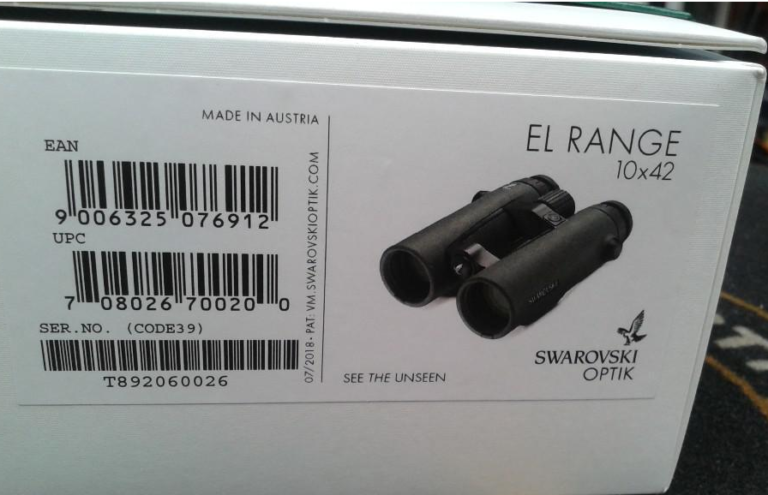 MADE IN AUSTRIA
EAN
9 006325 076912
UPC
7 08026 70020 0
SER.NO. (CODE39)
T892060026
07/2018 · PAT: VM.SWAROVSKIOPTIK.COM
EL RANGE
10x42
SEE THE UNSEEN
SWAROVSKI
OPTIK